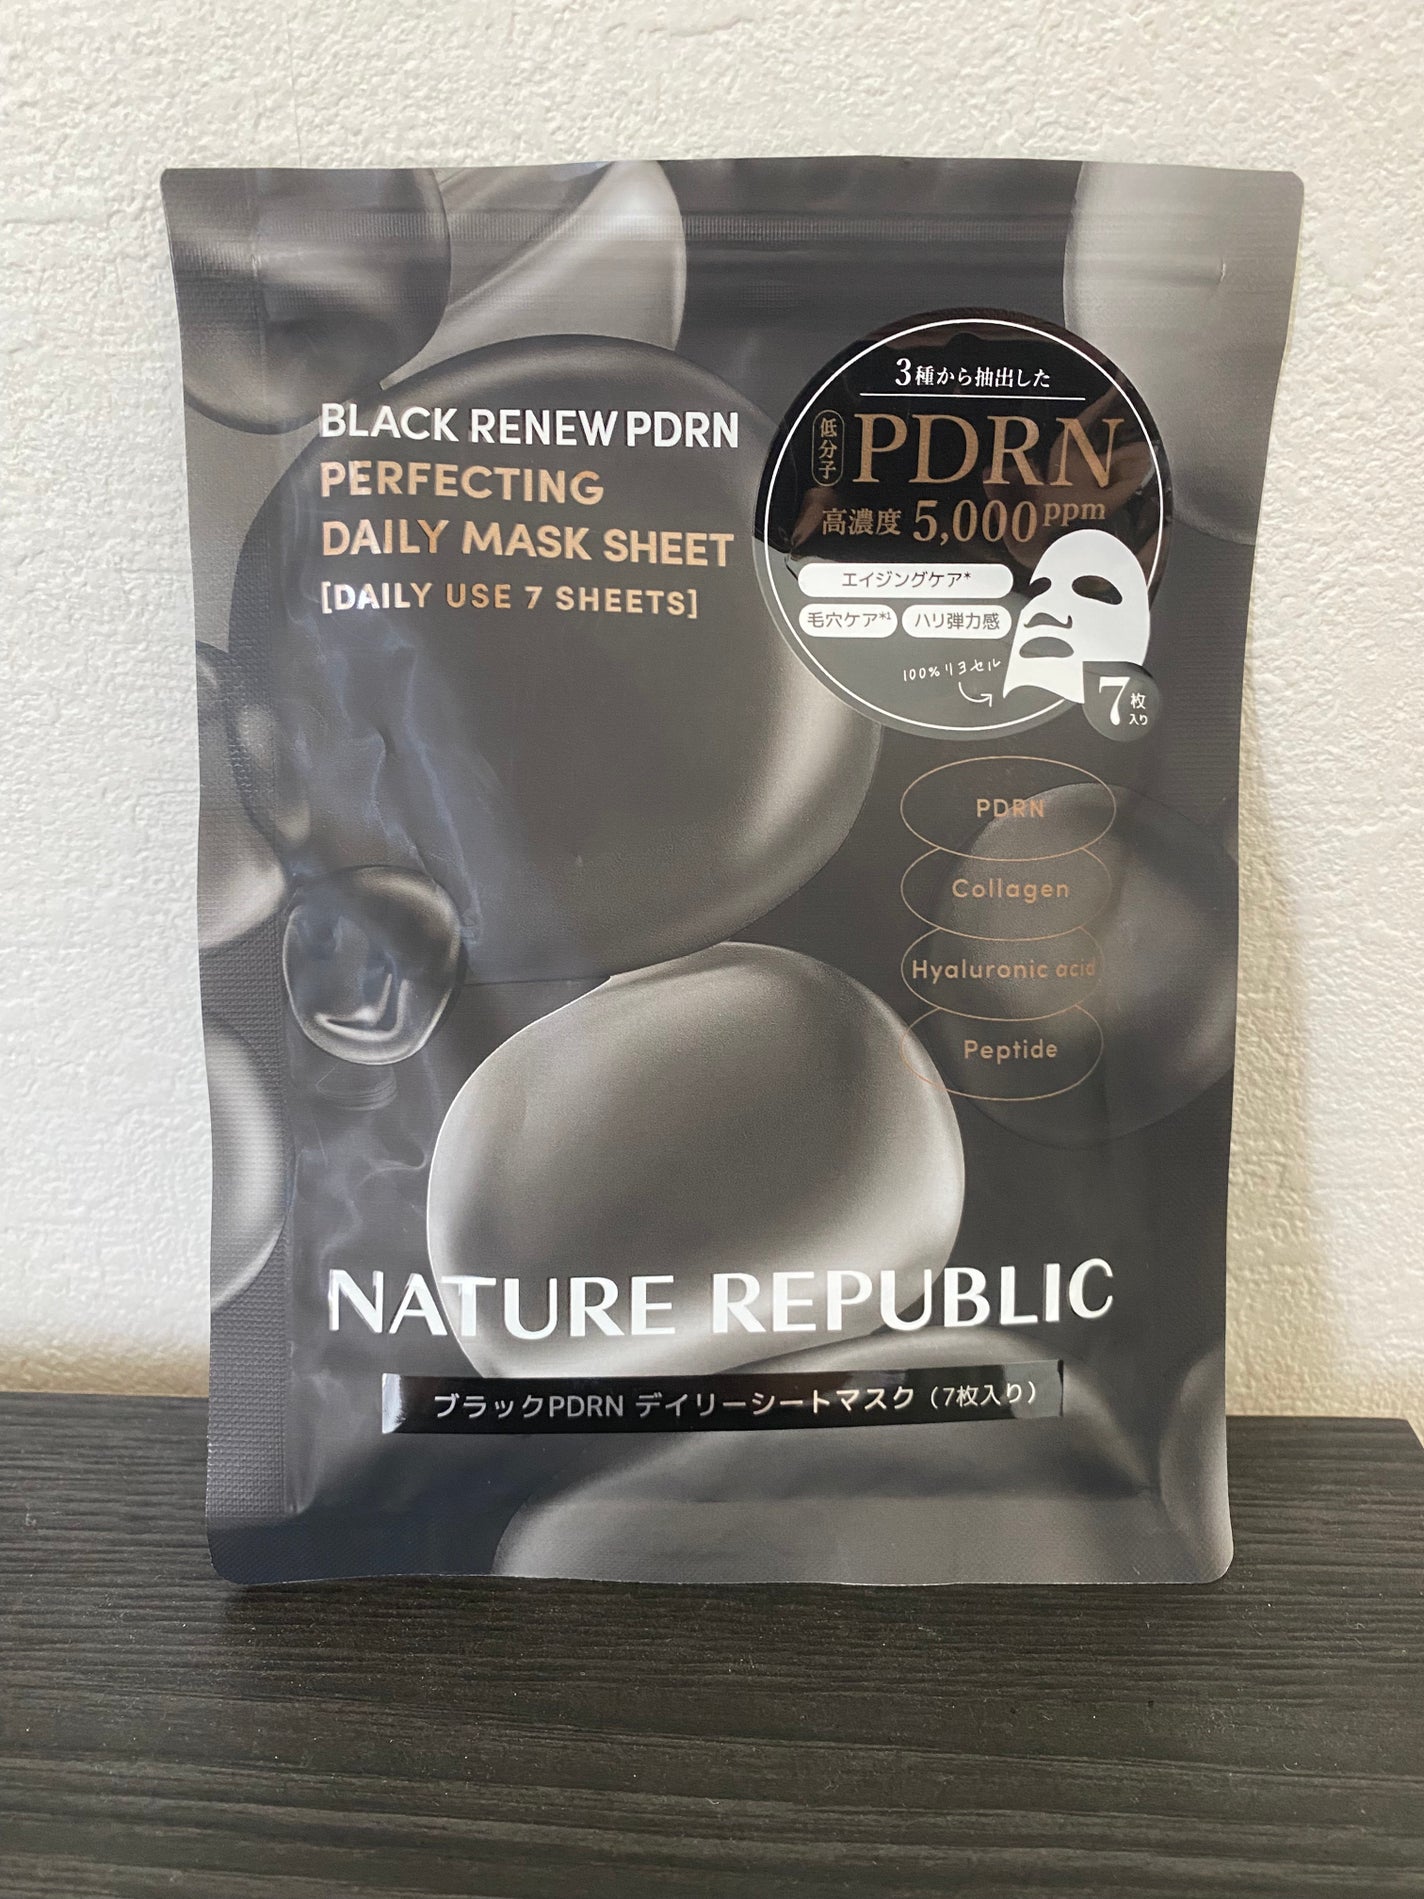 BLACK RENEW PDRN
PERFECTING
DAILY MASK SHEET
[DAILY USE 7 SHEETS]
3種から抽出した
低分子 PDRN
高濃度 5,000ppm
エイジングケア*
毛穴ケア*1 ハリ弾力感
100%リヨセル
7枚入り
PDRN
Collagen
Hyaluronic acid
Peptide
NATURE REPUBLIC
ブラックPDRN デイリーシートマスク（7枚入り）